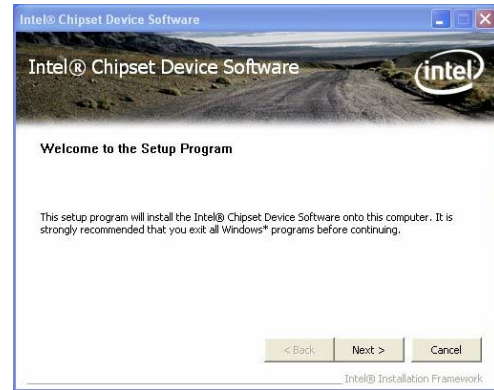 Intel® Chipset Device Software
Intel® Chipset Device Software
intel
Welcome to the Setup Program
This setup program will install the Intel® Chipset Device Software onto this computer. It is
strongly recommended that you exit all Windows* programs before continuing.
< Back
Next >
Cancel
Intel® Installation Framework